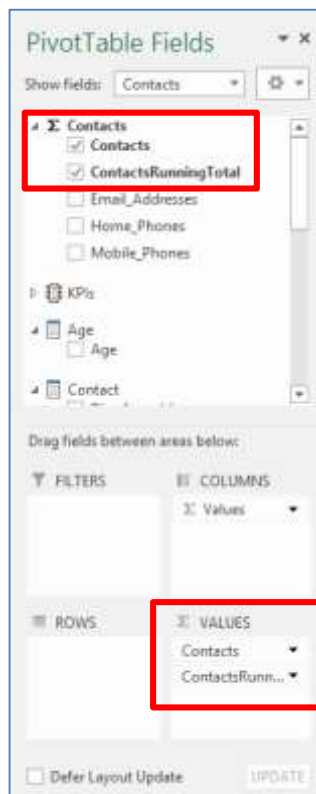 PivotTable Fields
Show fields: Contacts
Σ Contacts
Contacts
ContactsRunningTotal
Email_Addresses
Home_Phones
Mobile_Phones
KPIs
Age
Age
Contact
Drag fields between areas below:
FILTERS
COLUMNS
Σ Values
ROWS
Σ VALUES
Contacts
ContactsRunn...
Defer Layout Update
UPDATE